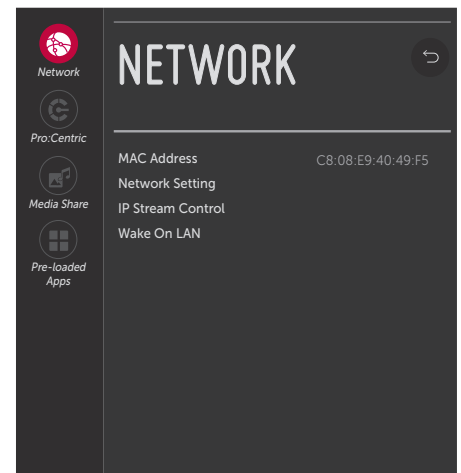 Network
Pro:Centric
Media Share
Pre-loaded
Apps
NETWORK
MAC Address C8:08:E9:40:49:F5
Network Setting
IP Stream Control
Wake On LAN